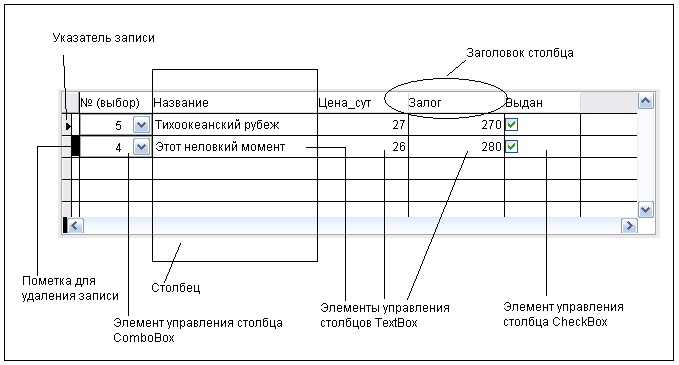 Указатель записи
Заголовок столбца
№ (выбор) Название Цена_сут Залог Выдан
5 Тихоокеанский рубеж 27 270
4 Этот неловкий момент 26 280
Пометка для
удаления записи
Столбец
Элемент управления столбца
ComboBox
Элементы управления
столбцов TextBox
Элемент управления
столбца CheckBox